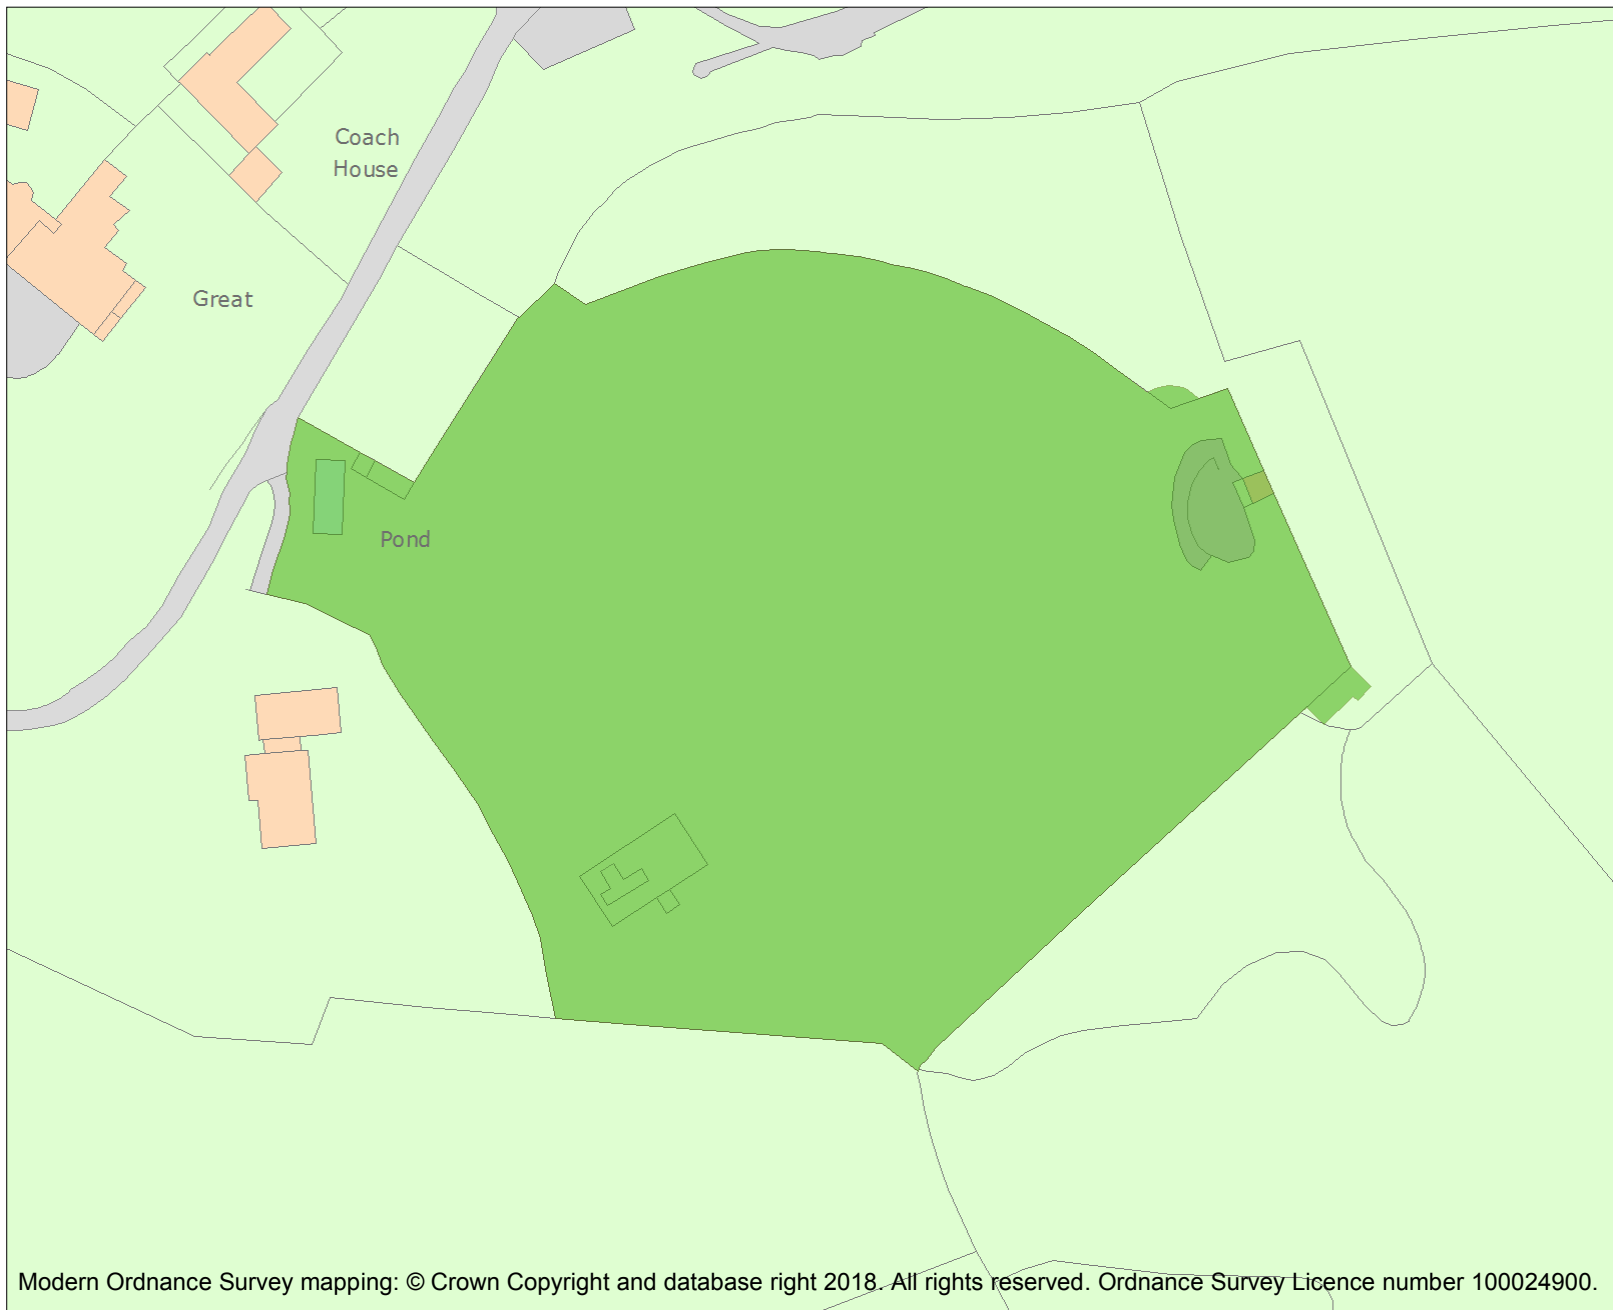 Coach
House
Great
Pond
Modern Ordnance Survey mapping: © Crown Copyright and database right 2018. All rights reserved. Ordnance Survey Licence number 100024900.